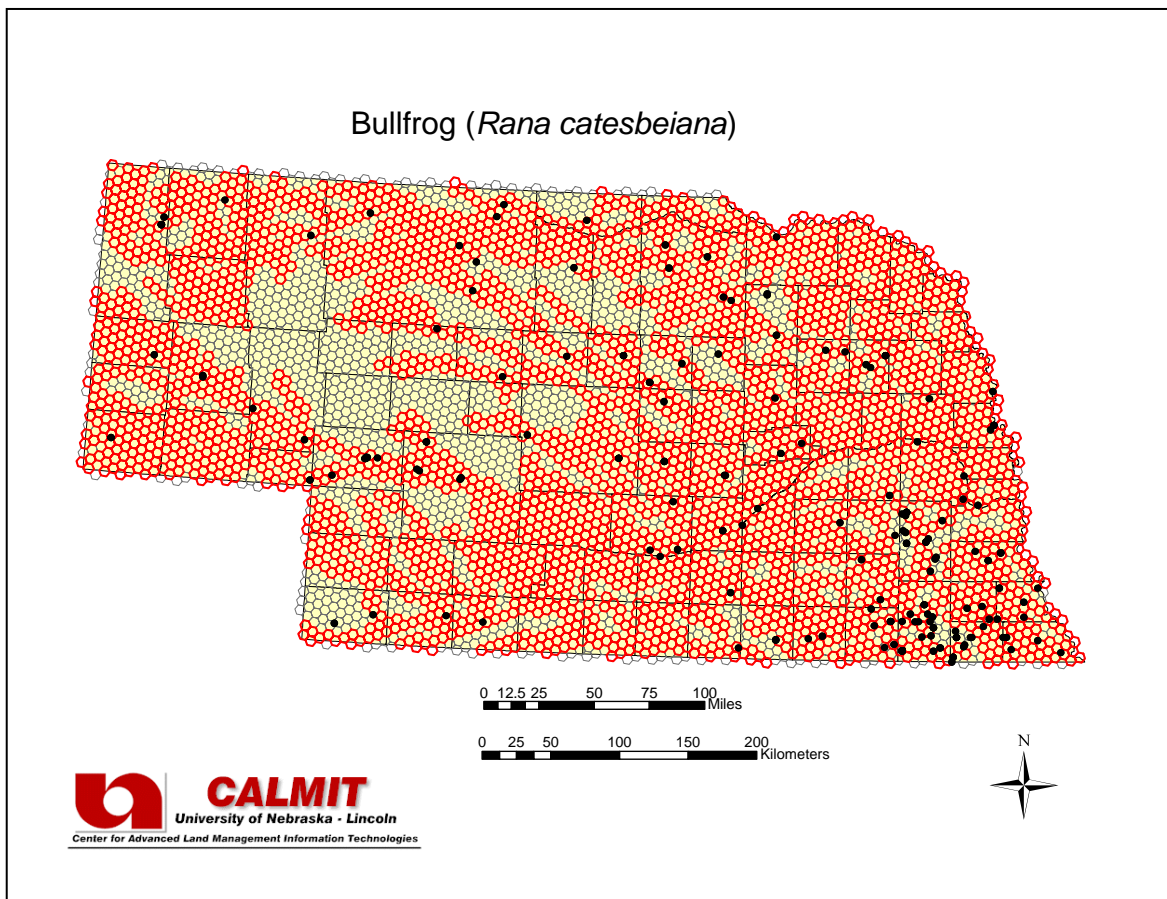 Bullfrog (Rana catesbeiana)
0 12.5 25 50 75 100
Miles
0 25 50 100 150 200
Kilometers
N
CALMIT
University of Nebraska - Lincoln
Center for Advanced Land Management Information Technologies